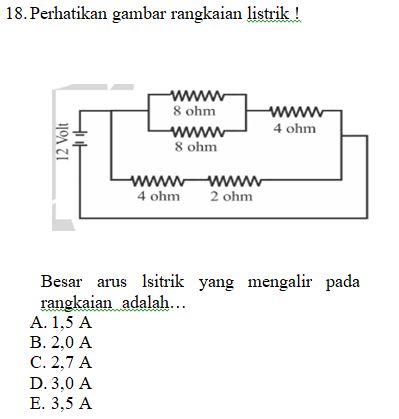 18. Perhatikan gambar rangkaian listrik !
8 ohm
4 ohm
12 Volt
8 ohm
4 ohm 2 ohm
Besar arus lsitrik yang mengalir pada
rangkaian adalah...
A. 1,5 A
B. 2,0 A
C. 2,7 A
D. 3,0 A
E. 3,5 A